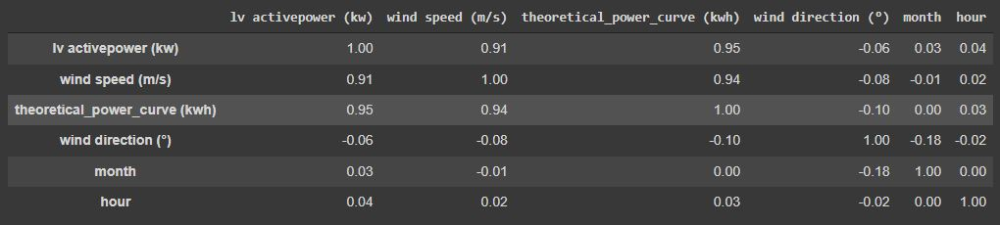 lv activepower (kw) wind speed (m/s) theoretical_power_curve (kwh) wind direction (°) month hour
lv activepower (kw) 1.00 0.91 0.95 -0.06 0.03 0.04
wind speed (m/s) 0.91 1.00 0.94 -0.08 -0.01 0.02
theoretical_power_curve (kwh) 0.95 0.94 1.00 -0.10 0.00 0.03
wind direction (°) -0.06 -0.08 -0.10 1.00 -0.18 -0.02
month 0.03 -0.01 0.00 -0.18 1.00 0.00
hour 0.04 0.02 0.03 -0.02 0.00 1.00